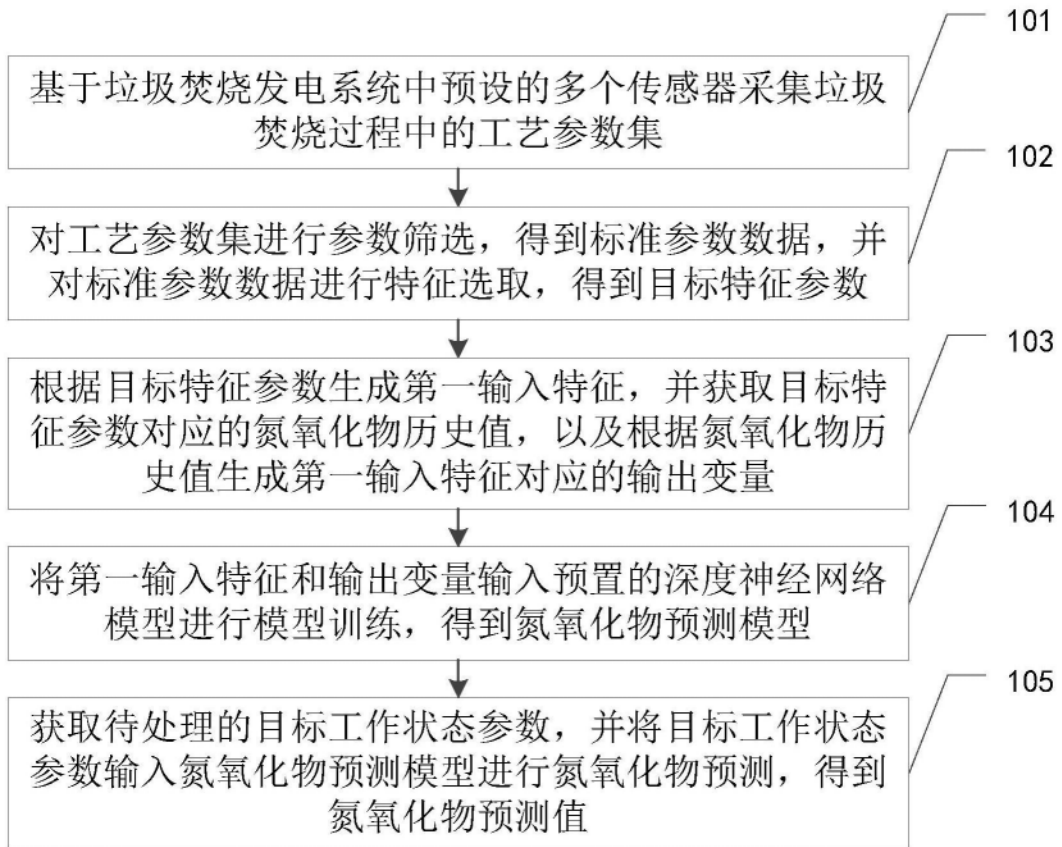 101
基于垃圾焚烧发电系统中预设的多个传感器采集垃圾
焚烧过程中的工艺参数集
102
对工艺参数集进行参数筛选，得到标准参数数据，并
对标准参数数据进行特征选取，得到目标特征参数
103
根据目标特征参数生成第一输入特征，并获取目标特
征参数对应的氮氧化物历史值，以及根据氮氧化物历
史值生成第一输入特征对应的输出变量
104
将第一输入特征和输出变量输入预置的深度神经网络
模型进行模型训练，得到氮氧化物预测模型
105
获取待处理的目标工作状态参数，并将目标工作状态
参数输入氮氧化物预测模型进行氮氧化物预测，得到
氮氧化物预测值